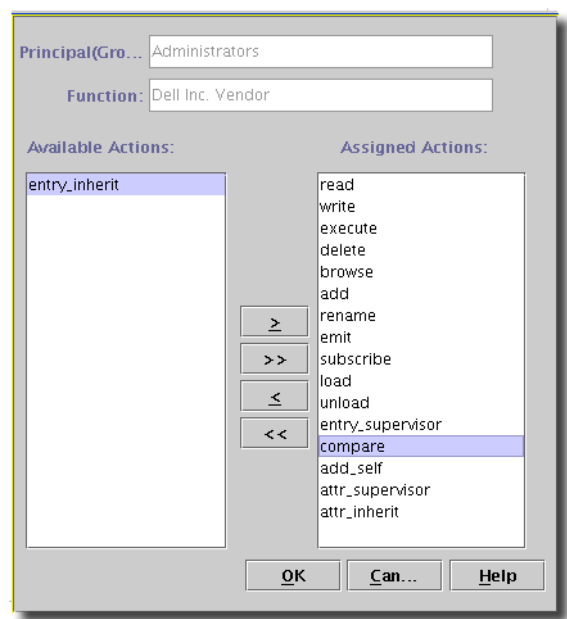 Principal(Gro... Administrators
Function: Dell Inc. Vendor
Available Actions:
entry_inherit
>
>>
<
<<
Assigned Actions:
read
write
execute
delete
browse
add
rename
emit
subscribe
load
unload
entry_supervisor
compare
add_self
attr_supervisor
attr_inherit
OK Can... Help